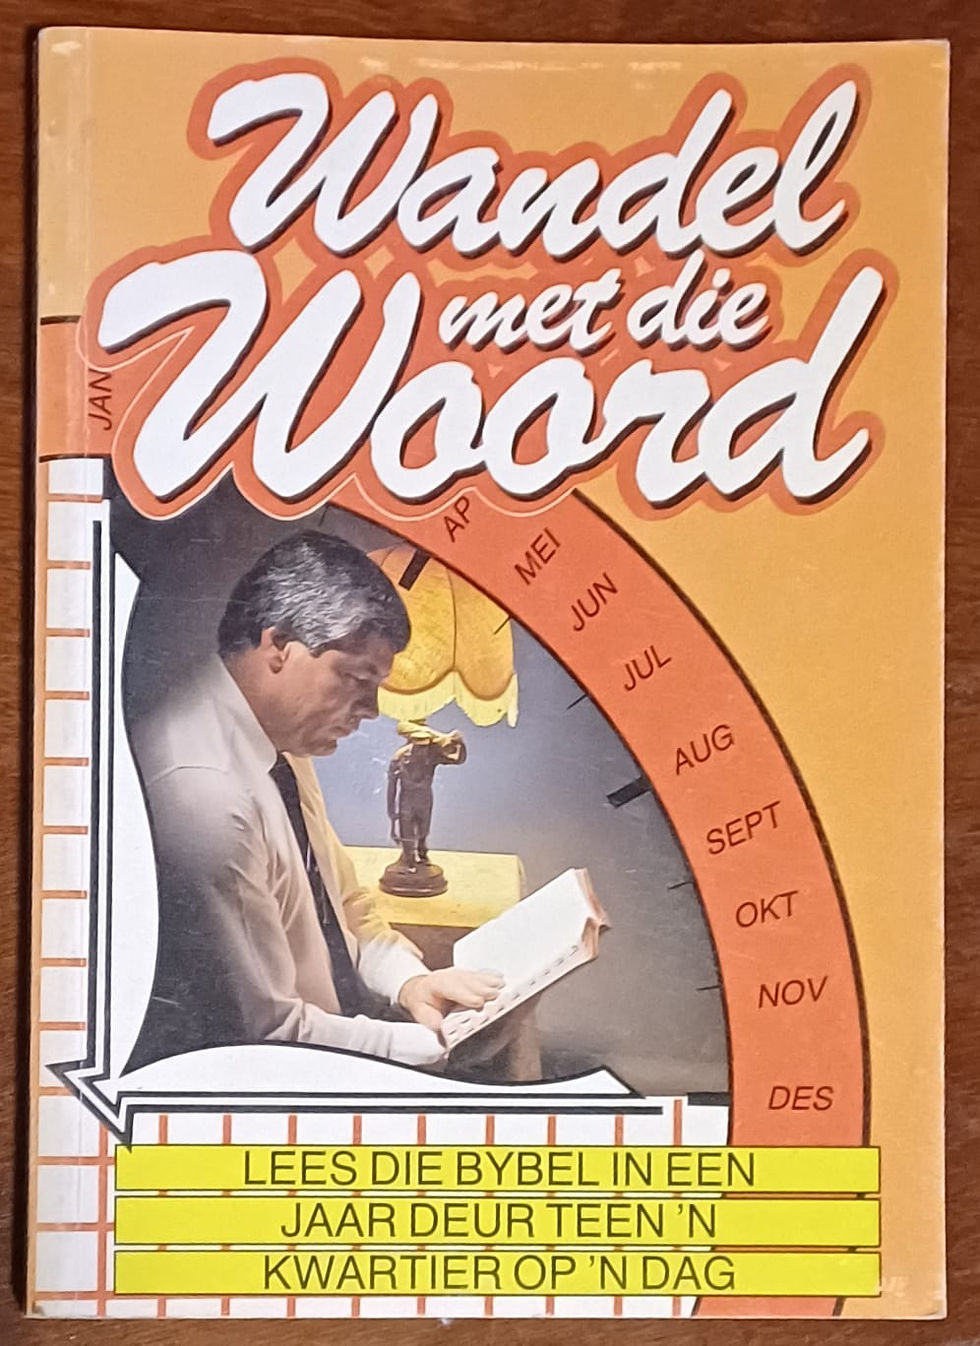 Wandel
met die
Woord
JAN
AP
MEI
JUN
JUL
AUG
SEPT
OKT
NOV
DES
LEES DIE BYBEL IN EEN
JAAR DEUR TEEN 'N
KWARTIER OP 'N DAG